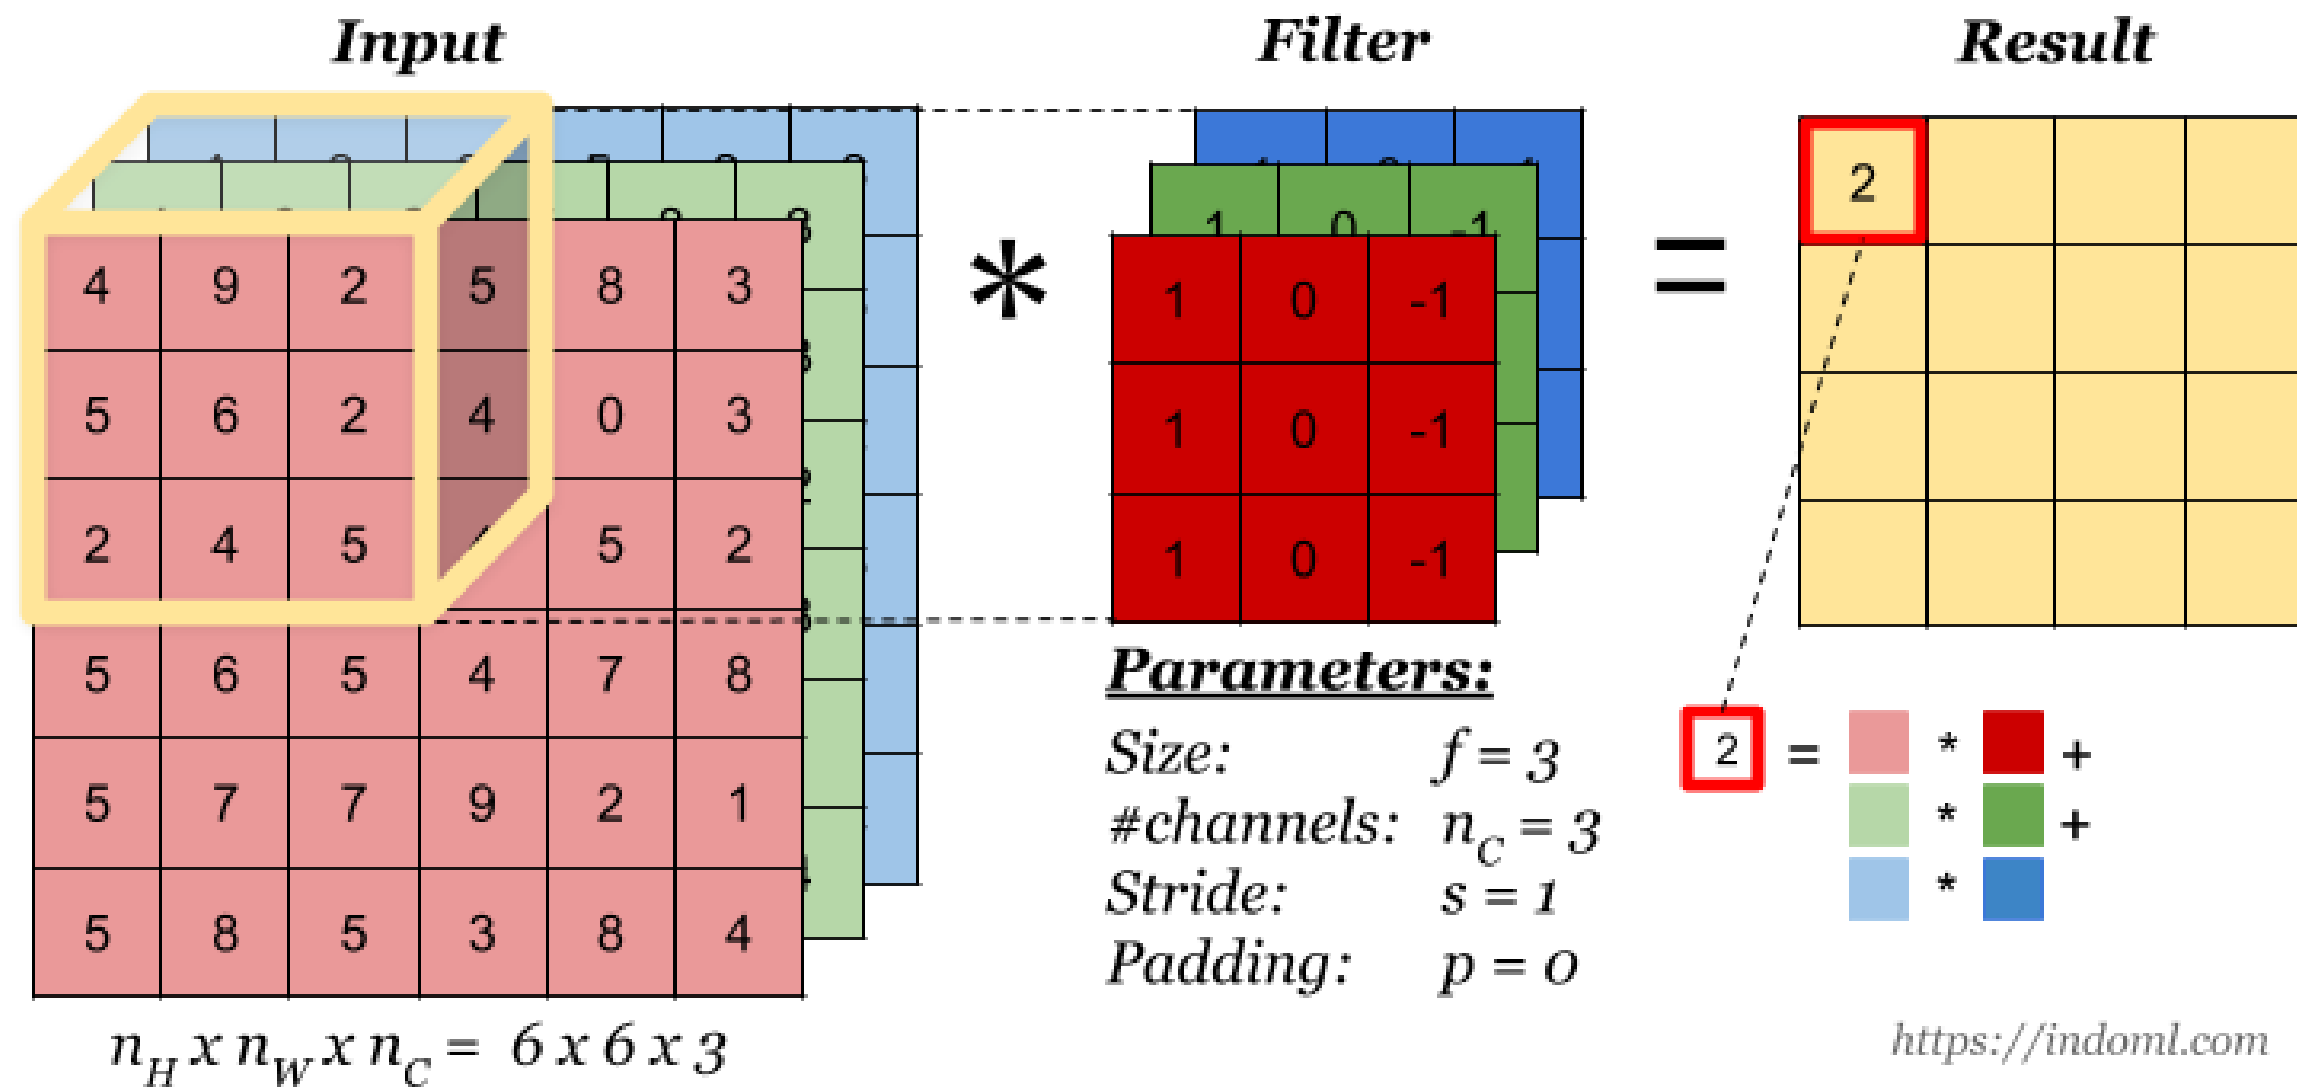 Input Filter Result
4 9 2 5 8 3
5 6 2 4 0 3
2 4 5 5 2
5 6 5 4 7 8
5 7 7 9 2 1
5 8 5 3 8 4
n_H x n_W x n_C = 6 x 6 x 3
*
1 0 -1
1 0 -1
1 0 -1
1 0 -1
=
2
Parameters:
Size: f = 3
#channels: n_C = 3
Stride: s = 1
Padding: p = 0
2 = * +
* +
*
https://indoml.com